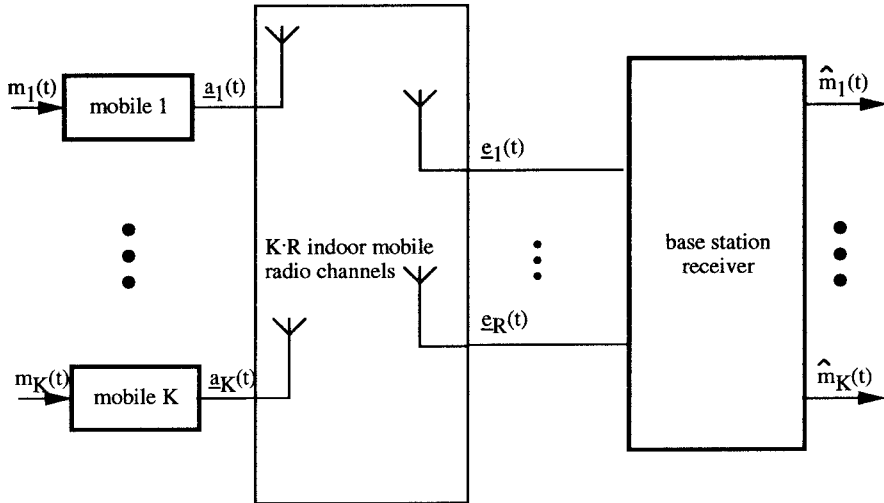 m1(t)
mobile 1
a1(t)
e1(t)
m̂1(t)
K·R indoor mobile
radio channels
base station
receiver
eR(t)
mK(t)
mobile K
aK(t)
m̂K(t)